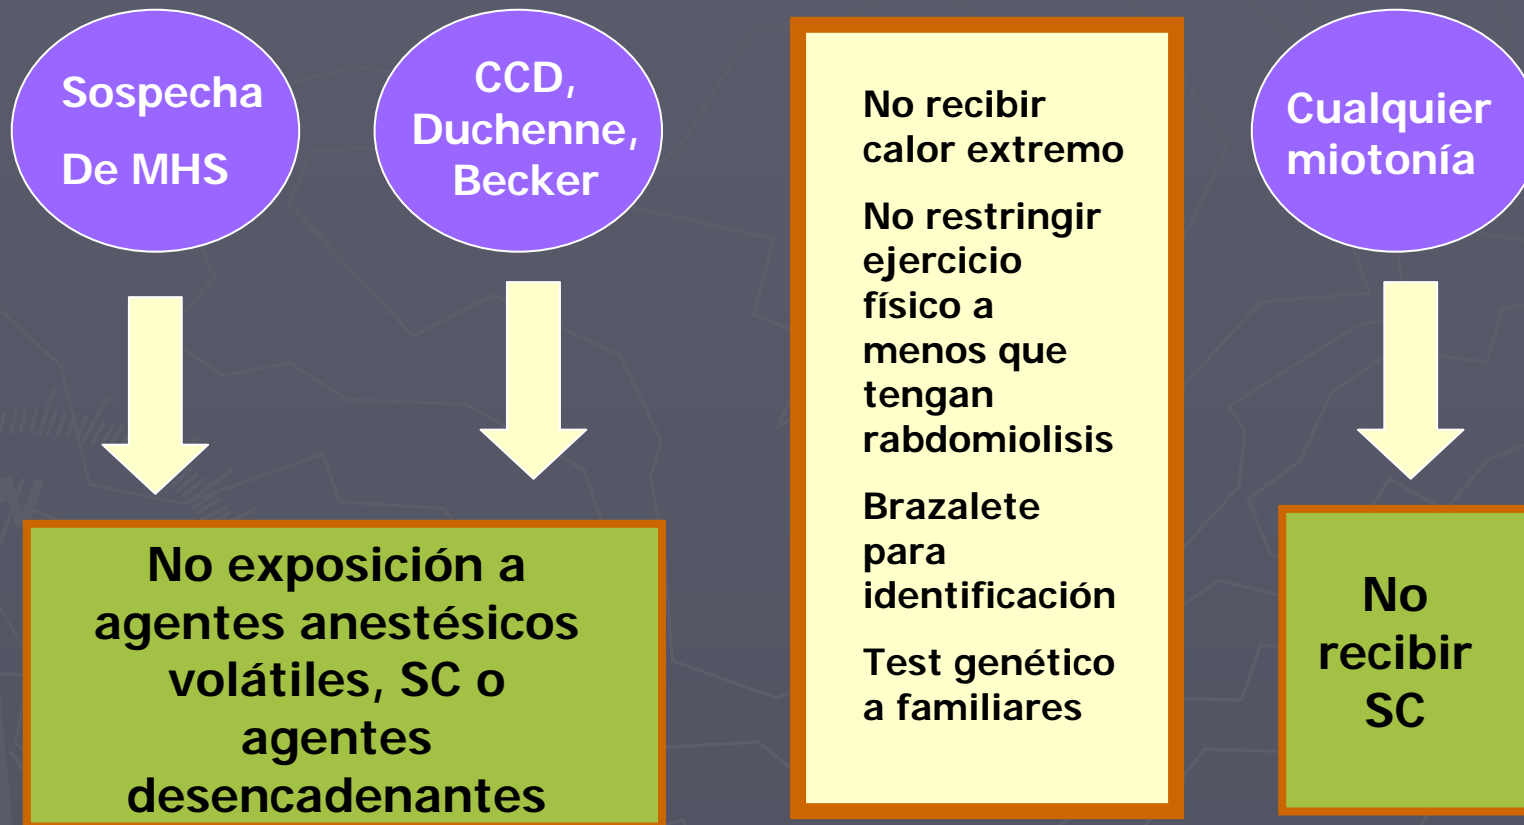 Sospecha
De MHS
CCD,
Duchenne,
Becker
No exposición a
agentes anestésicos
volátiles, SC o
agentes
desencadenantes
No recibir
calor extremo
No restringir
ejercicio
físico a
menos que
tengan
rabdomiolisis
Brazalete
para
identificación
Test genético
a familiares
Cualquier
miotonía
No
recibir
SC